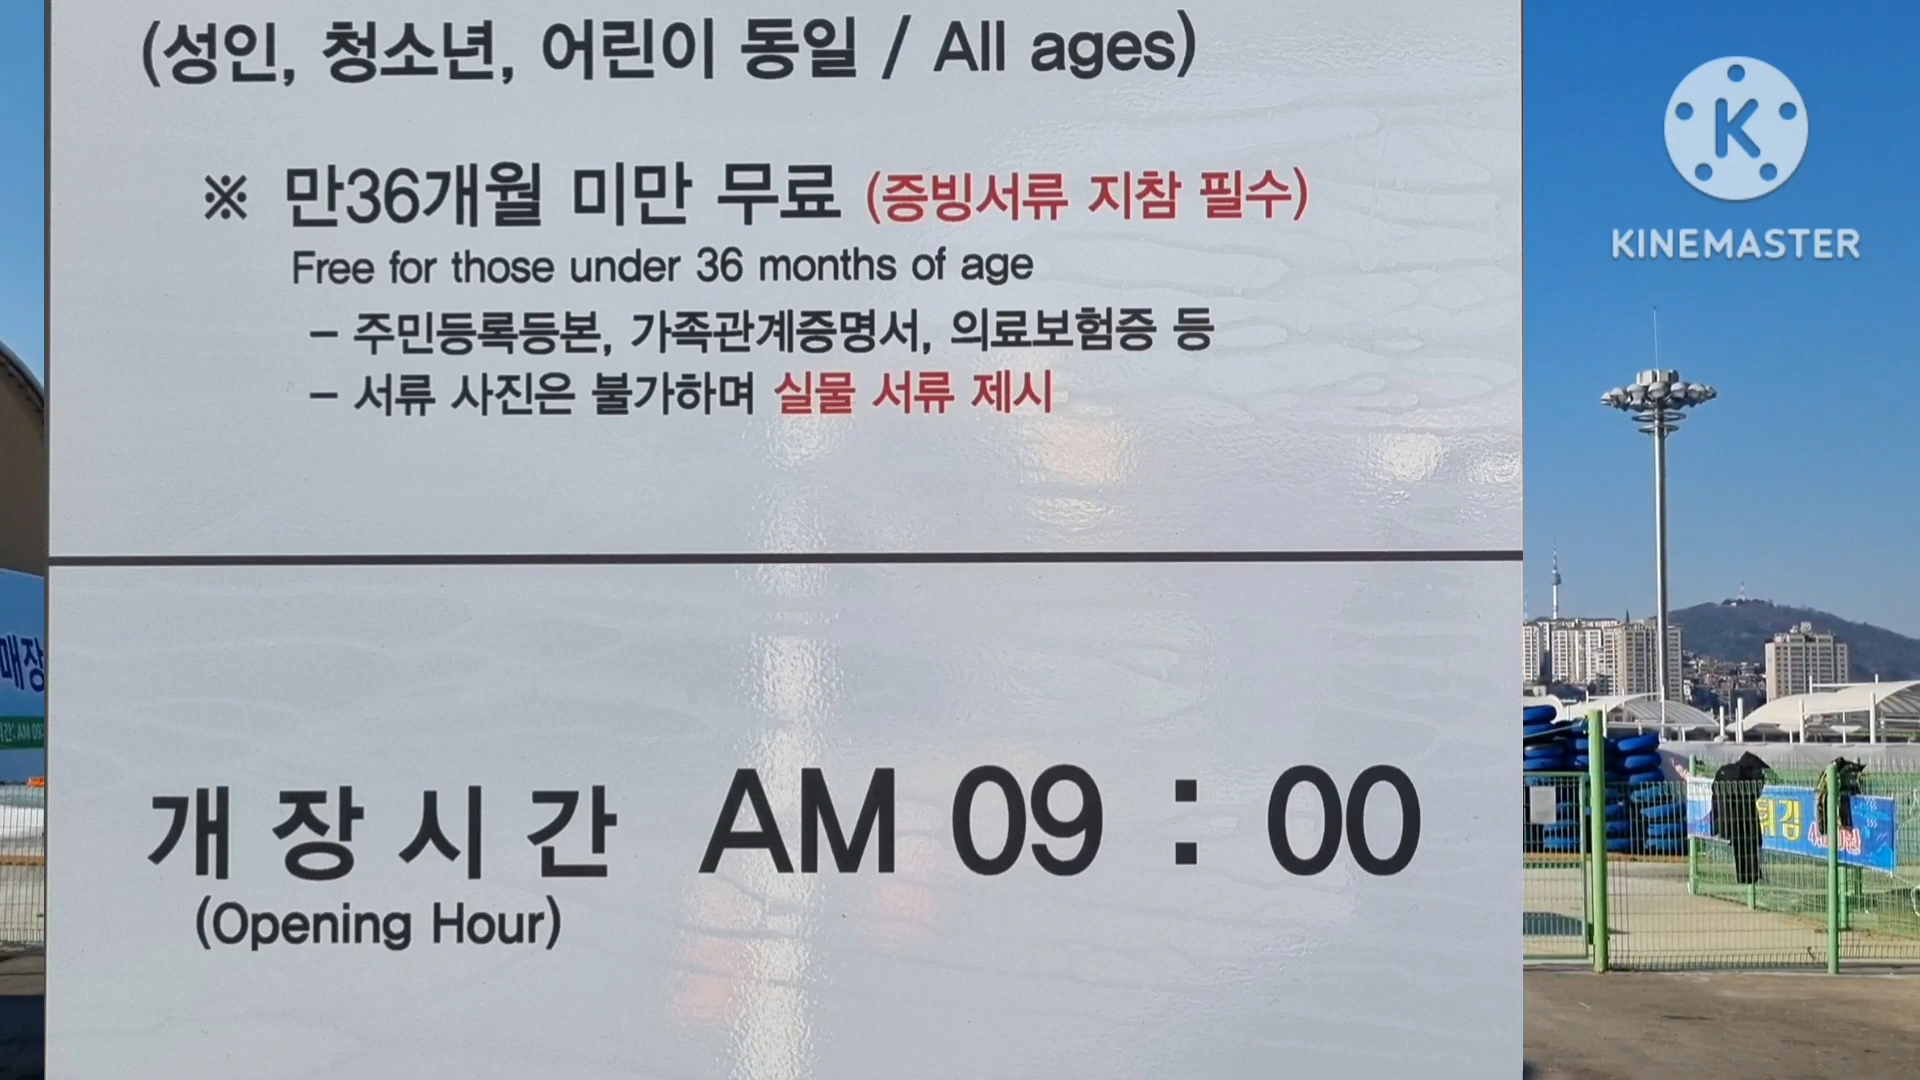 (성인, 청소년, 어린이 동일 / All ages)
※ 만36개월 미만 무료 (증빙서류 지참 필수)
Free for those under 36 months of age
- 주민등록등본, 가족관계증명서, 의료보험증 등
- 서류 사진은 불가하며 실물 서류 제시
개장시간 AM 09 : 00
(Opening Hour)
K
KINEMASTER
매장
튀김